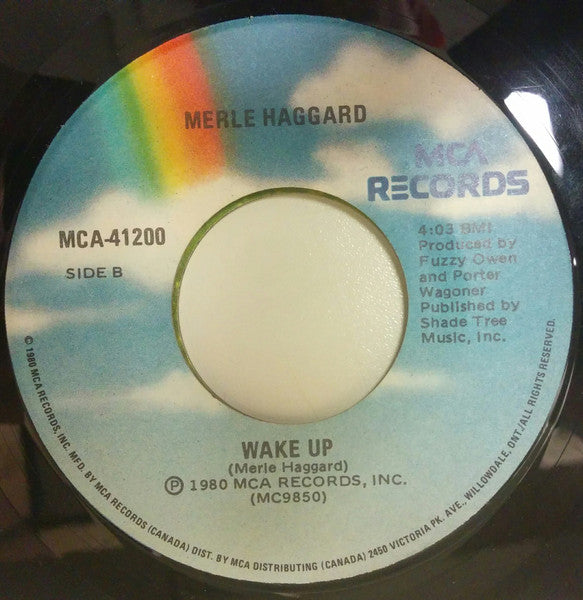 MERLE HAGGARD
MCA RECORDS
MCA-41200
SIDE B
4:03 BMI
Produced by
Fuzzy Owen
and Porter
Wagoner
Published by
Shade Tree
Music, Inc.
WAKE UP
(Merle Haggard)
Ⓟ 1980 MCA RECORDS, INC.
(MC9850)
© 1980 MCA RECORDS, INC. MFD. BY MCA RECORDS (CANADA) DIST. BY MCA DISTRIBUTING (CANADA) 2450 VICTORIA PK. AVE., WILLOWDALE, ONT./ALL RIGHTS RESERVED.